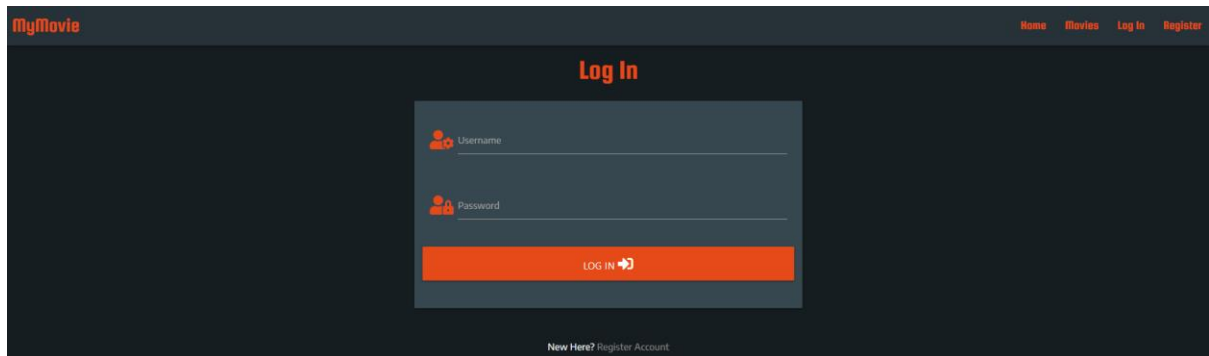 MyMovie
Home Movies Log In Register
Log In
Username
Password
LOG IN
New Here? Register Account